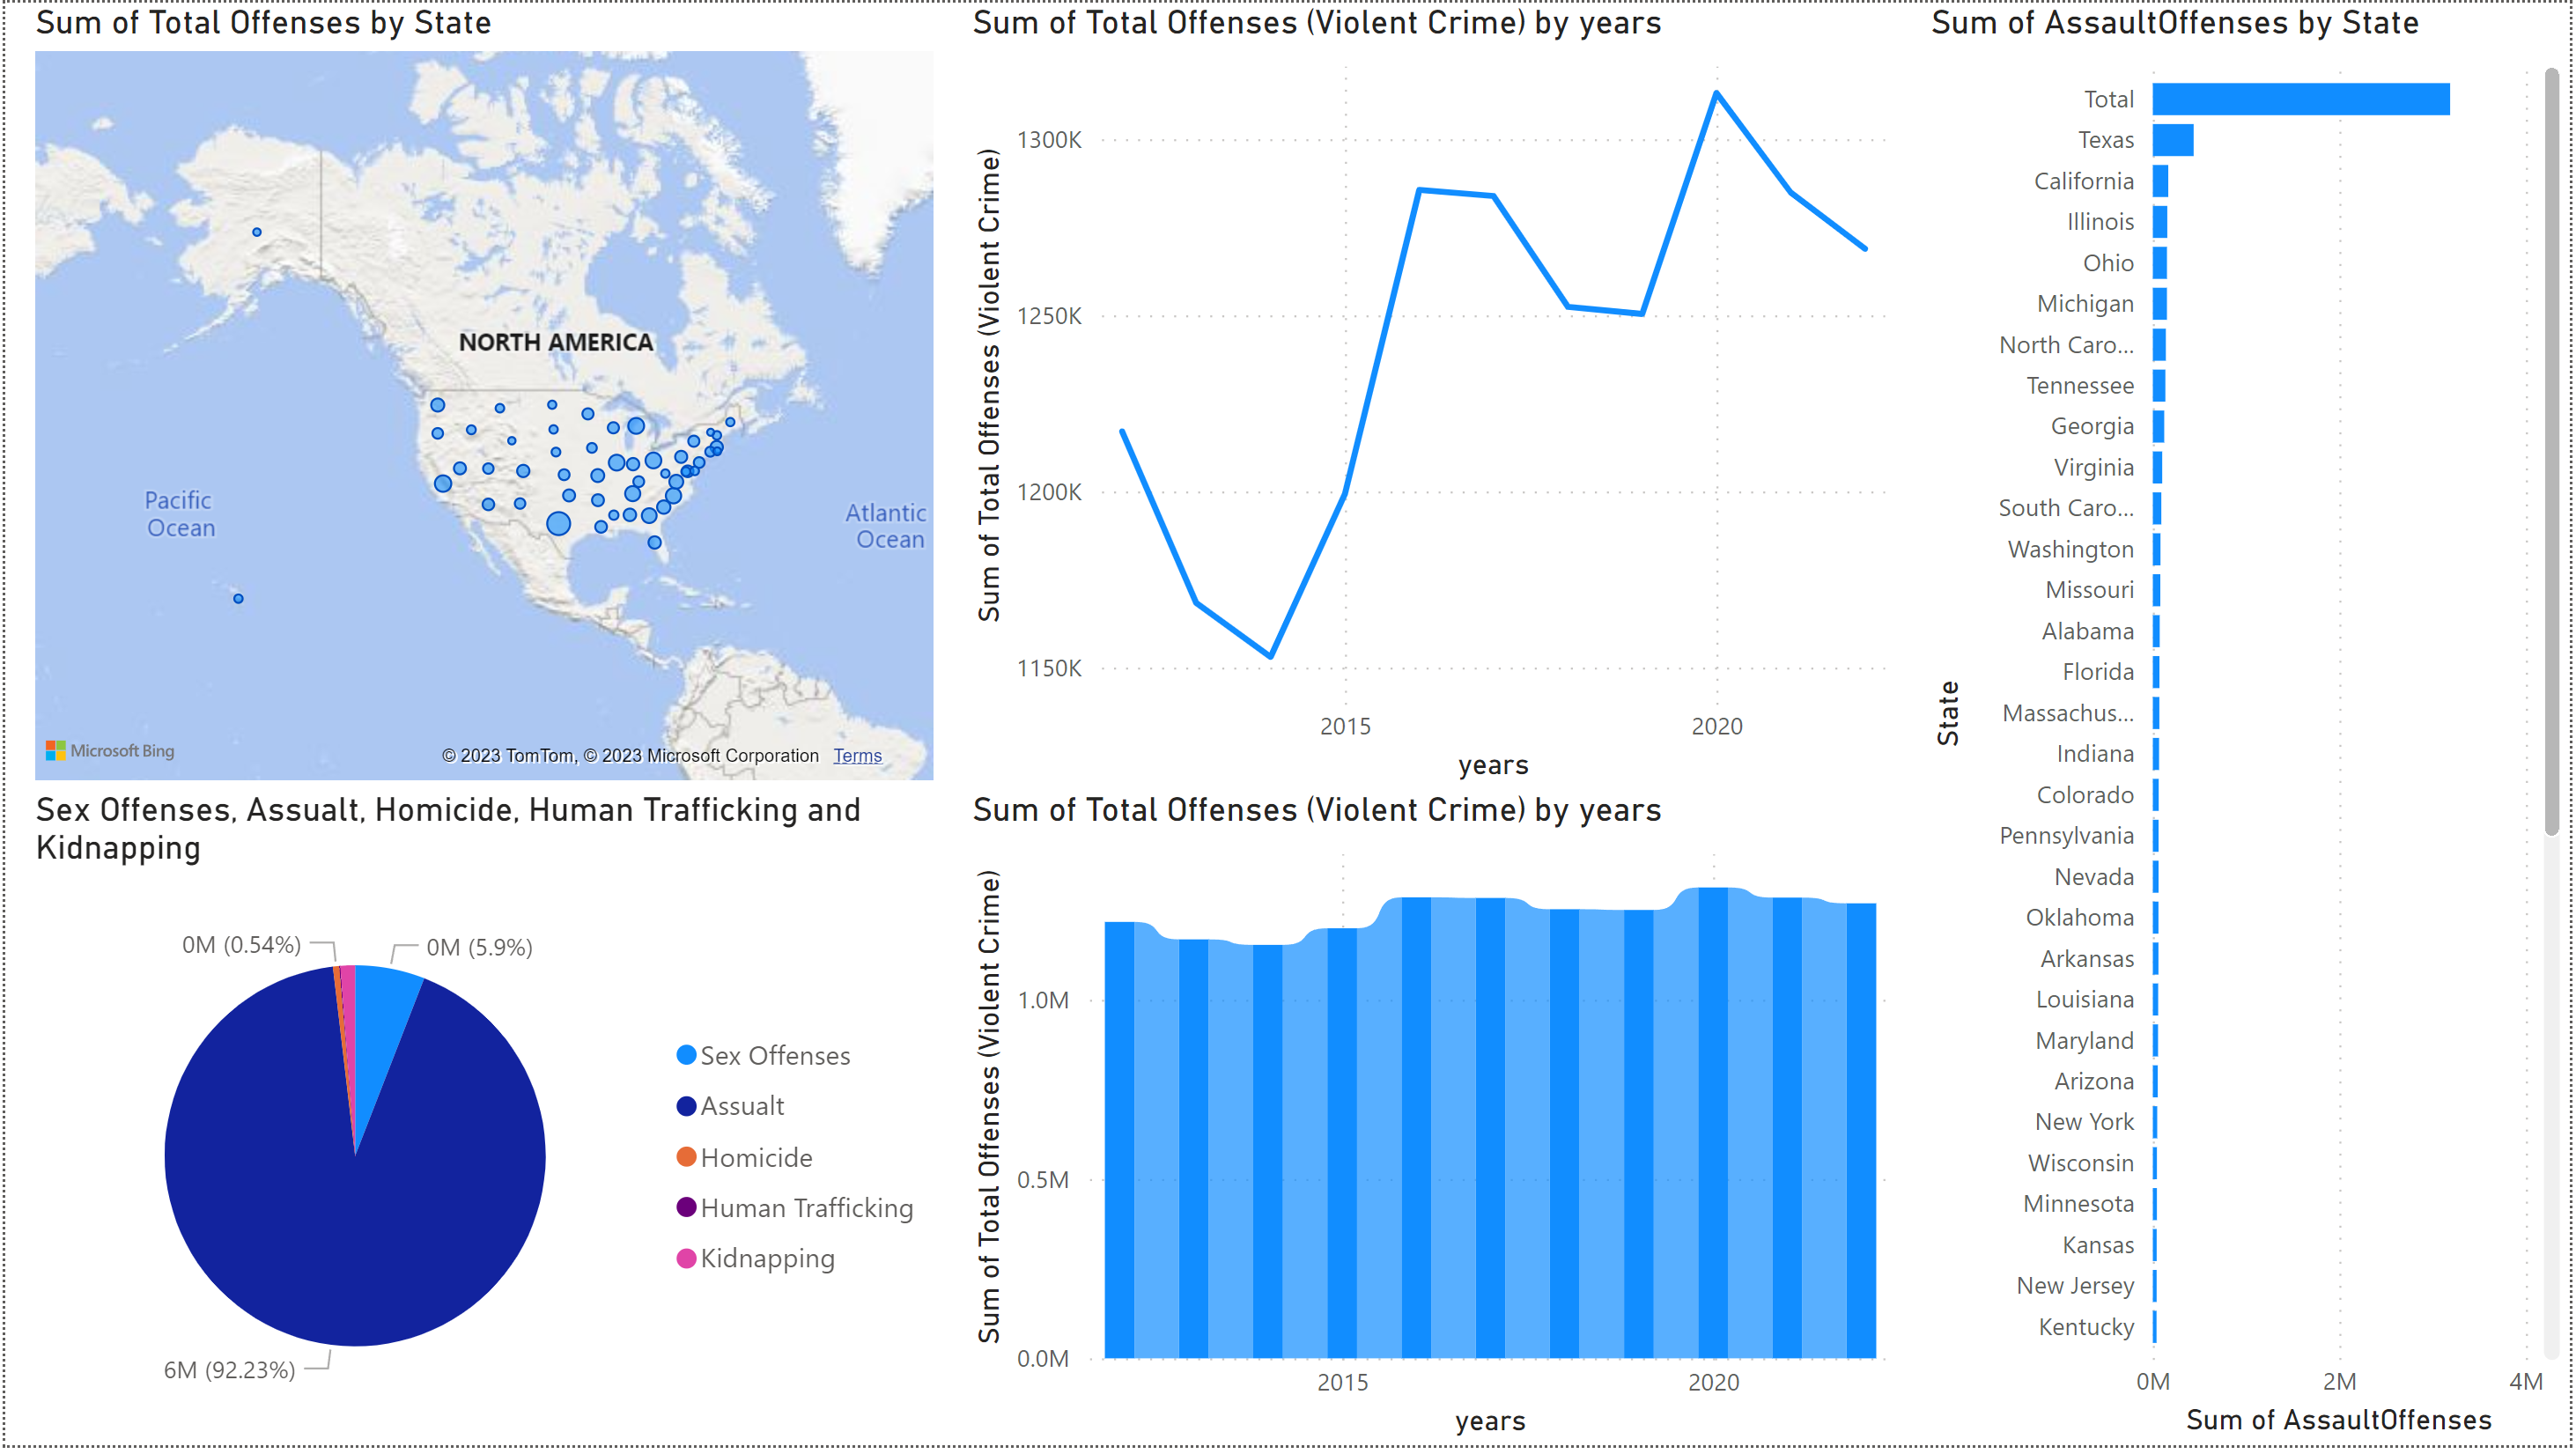 Sum of Total Offenses by State
NORTH AMERICA
Pacific
Ocean
Atlantic
Ocean
Microsoft Bing
© 2023 TomTom, © 2023 Microsoft Corporation Terms
Sex Offenses, Assualt, Homicide, Human Trafficking and
Kidnapping
0M (0.54%)
0M (5.9%)
6M (92.23%)
Sex Offenses
Assualt
Homicide
Human Trafficking
Kidnapping
Sum of Total Offenses (Violent Crime) by years
Sum of Total Offenses (Violent Crime)
1300K
1250K
1200K
1150K
2015
2020
years
Sum of Total Offenses (Violent Crime) by years
Sum of Total Offenses (Violent Crime)
1.0M
0.5M
0.0M
2015
2020
years
Sum of AssaultOffenses by State
State
Total
Texas
California
Illinois
Ohio
Michigan
North Caro...
Tennessee
Georgia
Virginia
South Caro...
Washington
Missouri
Alabama
Florida
Massachus...
Indiana
Colorado
Pennsylvania
Nevada
Oklahoma
Arkansas
Louisiana
Maryland
Arizona
New York
Wisconsin
Minnesota
Kansas
New Jersey
Kentucky
0M
2M
4M
Sum of AssaultOffenses